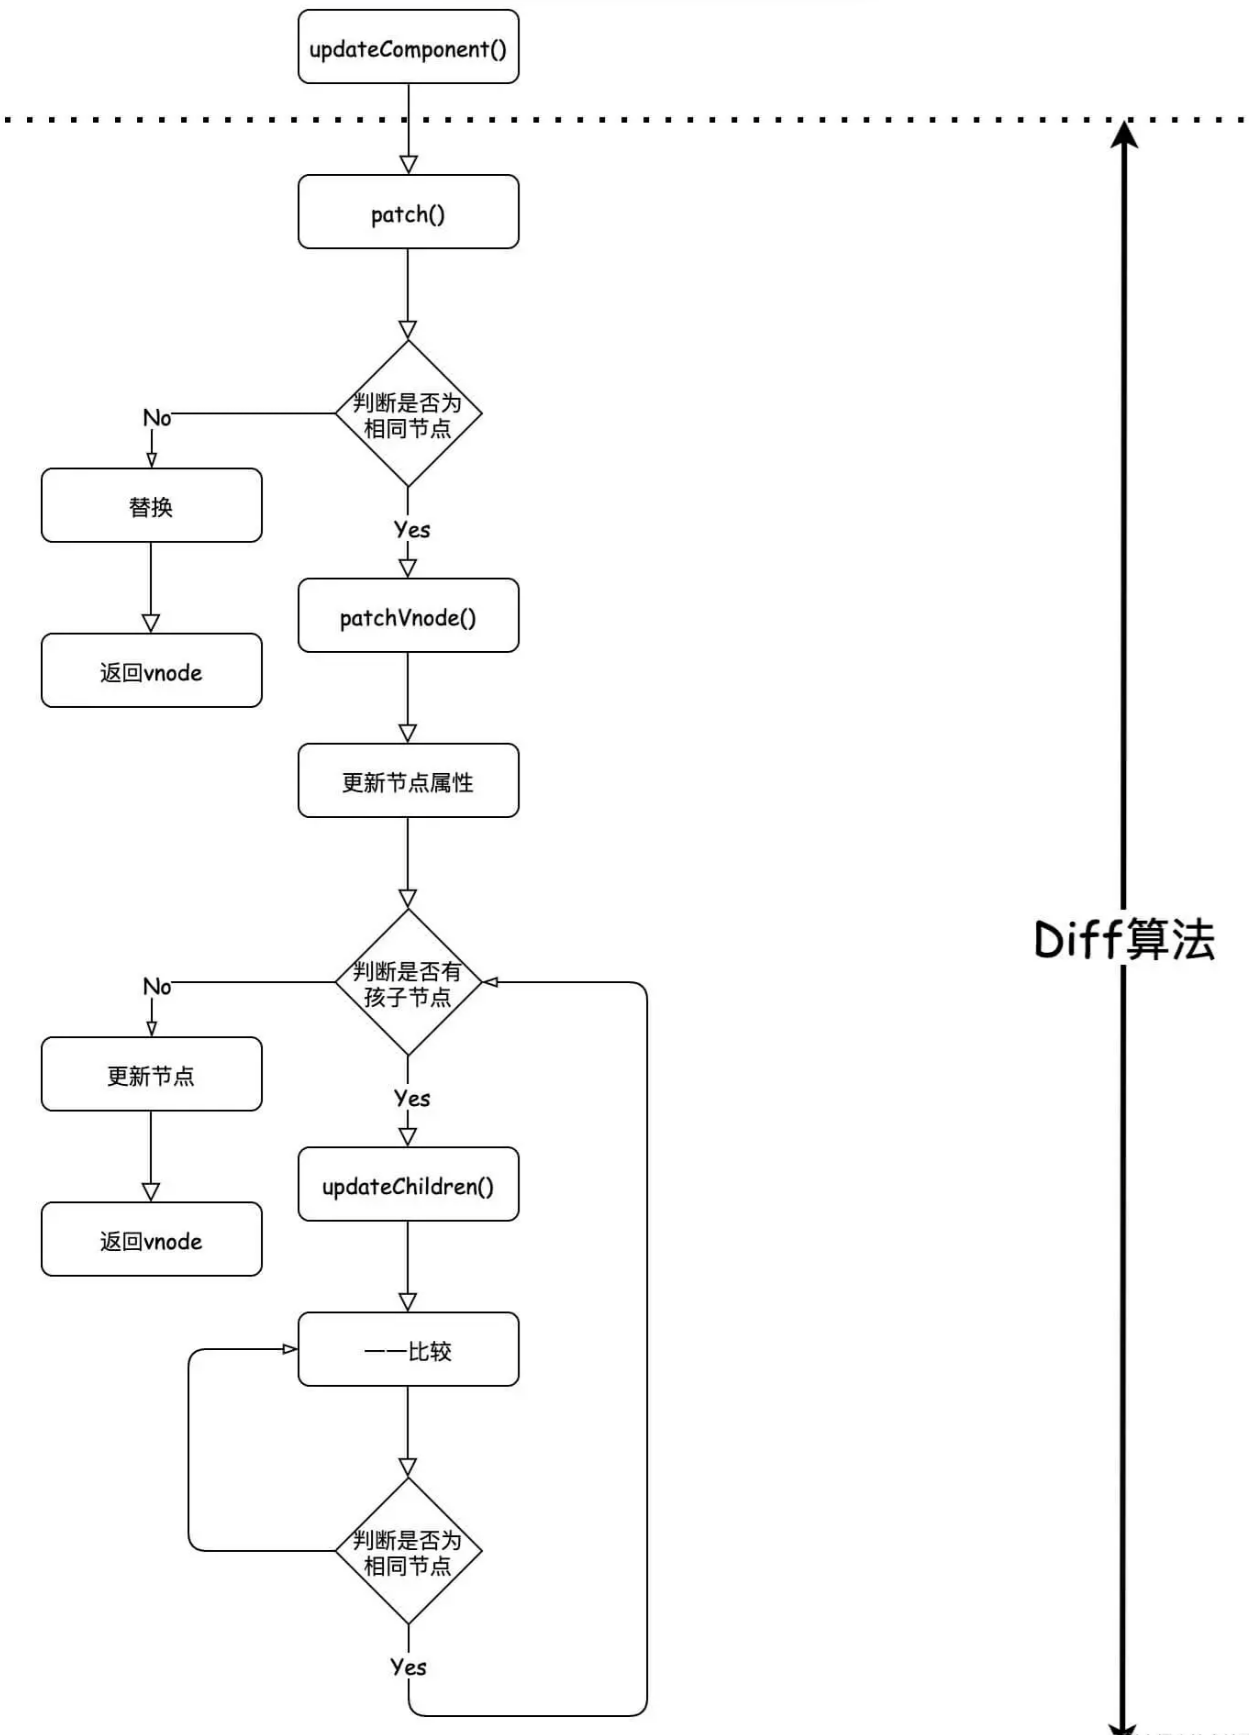 updateComponent()
patch()
判断是否为
相同节点
No
替换
Yes
patchVnode()
返回vnode
更新节点属性
Diff算法
判断是否有
孩子节点
No
更新节点
Yes
updateChildren()
返回vnode
一一比较
判断是否为
相同节点
Yes